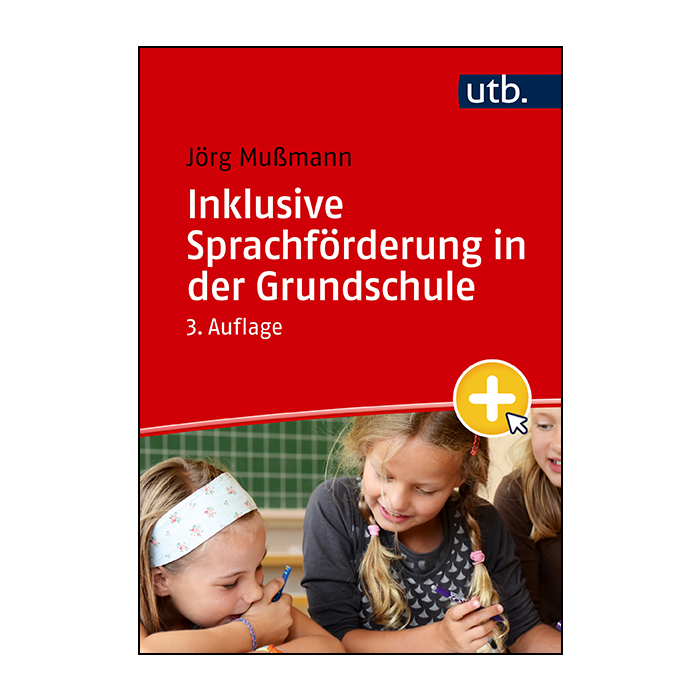 utb.
Jörg Mußmann
Inklusive
Sprachförderung in
der Grundschule
3. Auflage